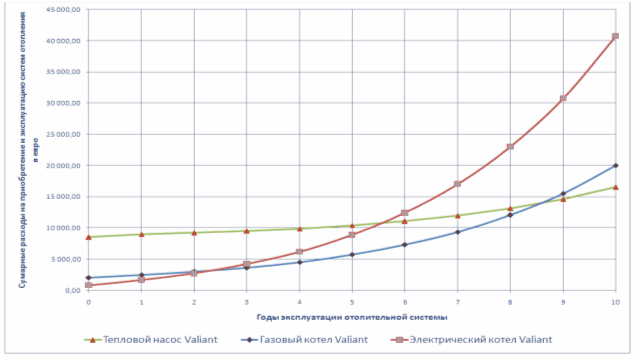 Суммарные расходы на приобретение и эксплуатацию систем отопления
в евро
45 000,00
40 000,00
35 000,00
30 000,00
25 000,00
20 000,00
15 000,00
10 000,00
5 000,00
0,00
0 1 2 3 4 5 6 7 8 9 10
Годы эксплуатации отопительной системы
Тепловой насос Valiant Газовый котел Valiant Электрический котел Valiant